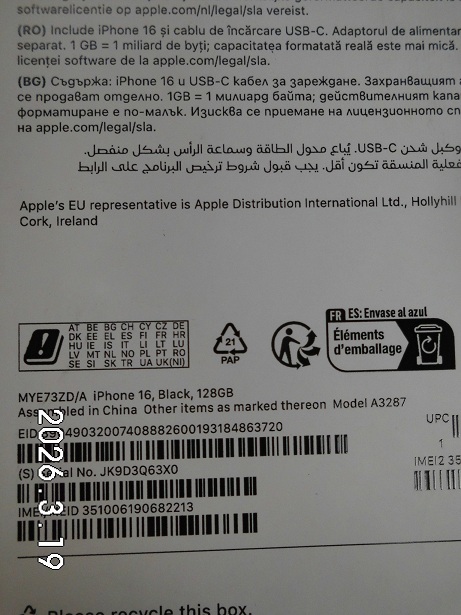 softwarelicentie op apple.com/nl/legal/sla vereist.
(RO) Include iPhone 16 și cablu de încărcare USB-C. Adaptorul de alimentar
separat. 1 GB = 1 miliard de byți; capacitatea formatată reală este mai mică.
licenței software de la apple.com/legal/sla.
(BG) Съдържа: iPhone 16 и USB-C кабел за зареждане. Захранващият
се продават отделно. 1GB = 1 милиард байта; действителният капа
форматиране е по-малък. Изисква се приемане на лицензионното сп
на apple.com/legal/sla.
وكبل شحن USB-C. يُباع محول الطاقة وسماعة الرأس بشكل منفصل.
فعلية المنسقة تكون أقل. يجب قبول شروط ترخيص البرنامج على الرابط
Apple's EU representative is Apple Distribution International Ltd., Hollyhill
Cork, Ireland
AT BE BG CH CY CZ DE
DK EE EL ES FI FR HR
HU IE IS IT LI LT LU
LV MT NL NO PL PT RO
SE SI SK TR UA UK(NI)
21
PAP
FR ES: Envase al azul
Éléments
d'emballage
MYE73ZD/A iPhone 16, Black, 128GB
Assembled in China Other items as marked thereon Model A3287
UPC
EID 49032007408882600193184863720
1
(S) Serial No. JK9D3Q63X0
IMEI2 35
351006190682213
recycle this box.
2026.3.19